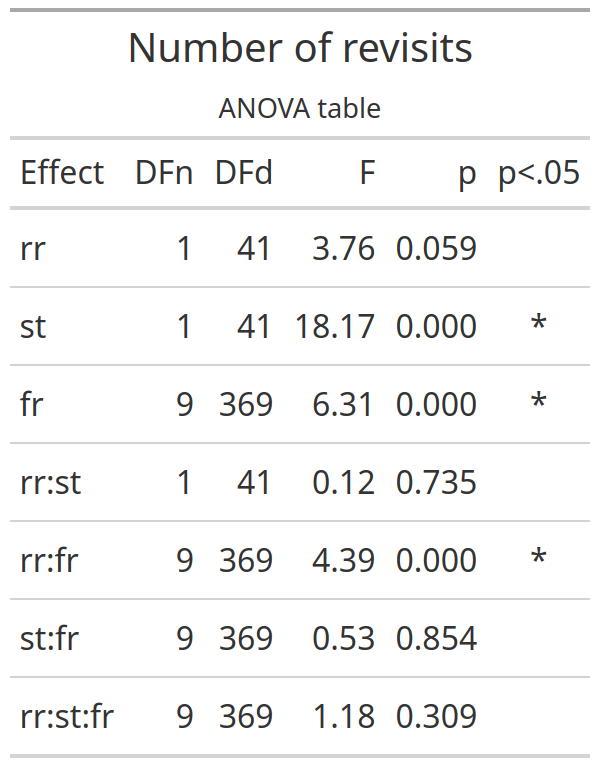 Number of revisits
ANOVA table
Effect DFn DFd F p p<.05
rr 1 41 3.76 0.059
st 1 41 18.17 0.000 *
fr 9 369 6.31 0.000 *
rr:st 1 41 0.12 0.735
rr:fr 9 369 4.39 0.000 *
st:fr 9 369 0.53 0.854
rr:st:fr 9 369 1.18 0.309